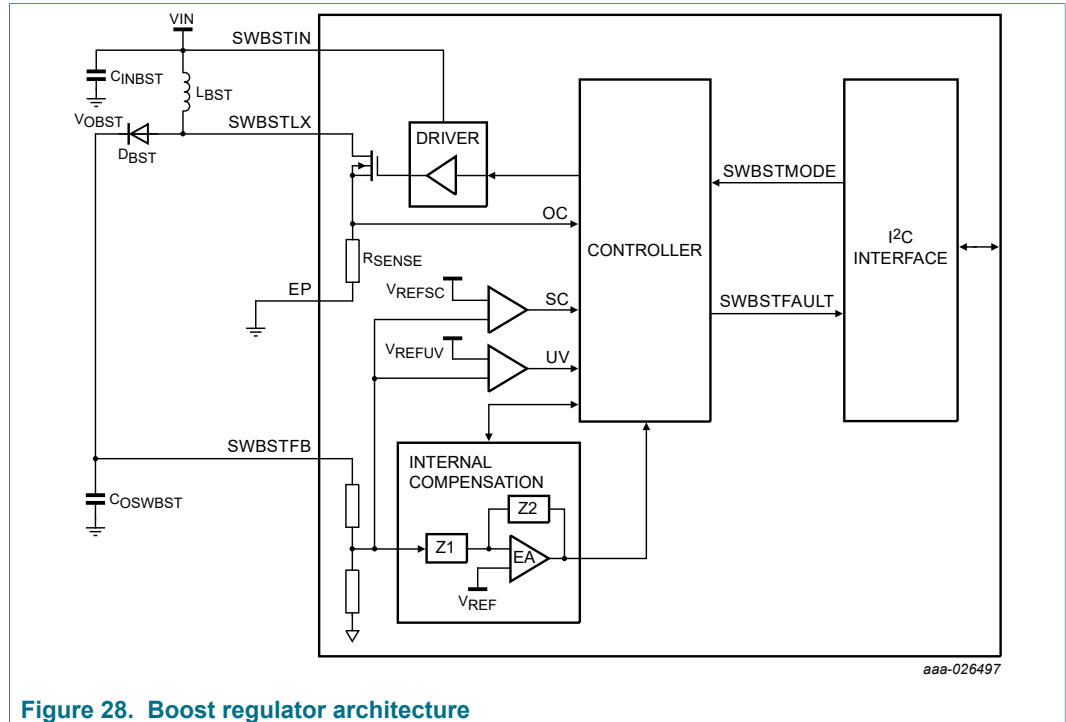 VIN
SWBSTIN
CINBST
LBST
VOBST
SWBSTLX
DBST
DRIVER
SWBSTMODE
OC
CONTROLLER
I2C
INTERFACE
RSENSE
EP
VREFSC
SC
SWBSTFAULT
VREFUV
UV
SWBSTFB
INTERNAL
COMPENSATION
COSWBST
Z2
Z1
EA
VREF
aaa-026497
Figure 28. Boost regulator architecture